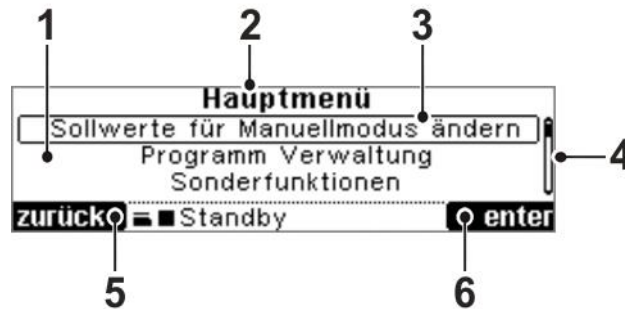 1 2 3
Hauptmenü
Sollwerte für Manuellmodus ändern
Programm Verwaltung
4
Sonderfunktionen
zurück Standby enter
5 6